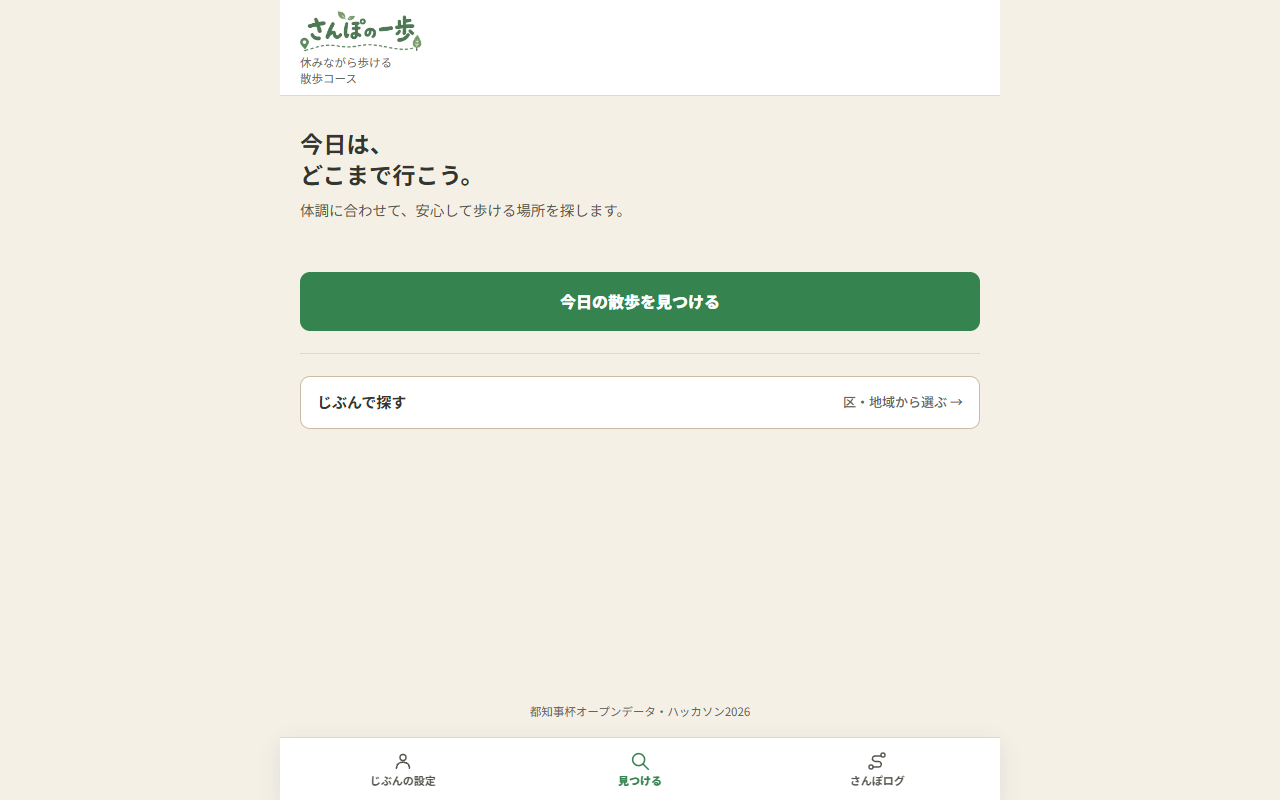 さんぽの一歩
休みながら歩ける
散歩コース
今日は、
どこまで行こう。
体調に合わせて、安心して歩ける場所を探します。
今日の散歩を見つける
じぶんで探す
区・地域から選ぶ →
都知事杯オープンデータ・ハッカソン2026
じぶんの設定
見つける
さんぽログ